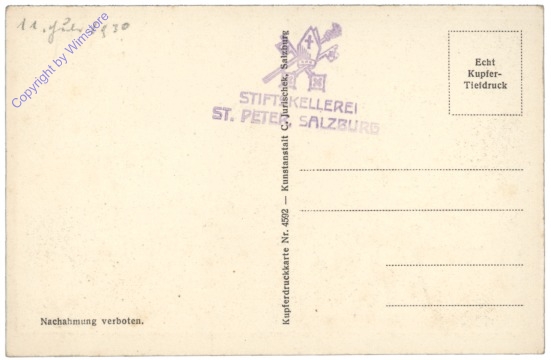 11. Juli 1930
Copyright by Wimstore
STIFTSKELLEREI
ST. PETER, SALZBURG
Echt
Kupfer-
Tiefdruck
Kupferdruckkarte Nr. 4592 — Kunstanstalt C. Jurischek, Salzburg
Nachahmung verboten.